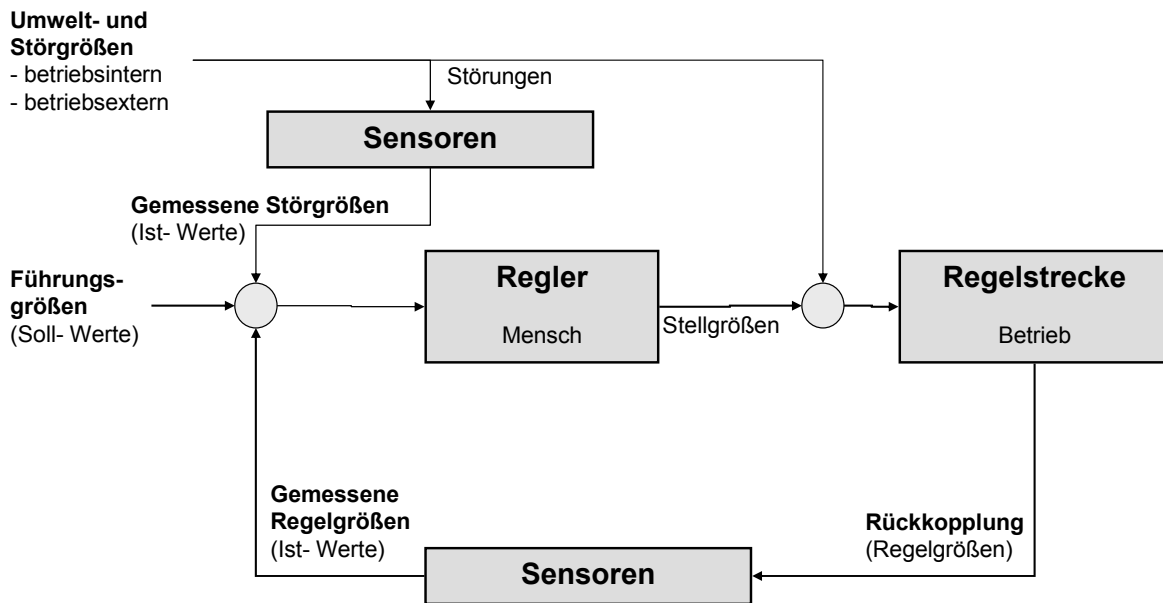 Umwelt- und
Störgrößen
- betriebsintern
- betriebsextern
Störungen
Sensoren
Gemessene Störgrößen
(Ist- Werte)
Führungs-
größen
(Soll- Werte)
Regler
Mensch
Stellgrößen
Regelstrecke
Betrieb
Gemessene
Regelgrößen
(Ist- Werte)
Rückkopplung
(Regelgrößen)
Sensoren